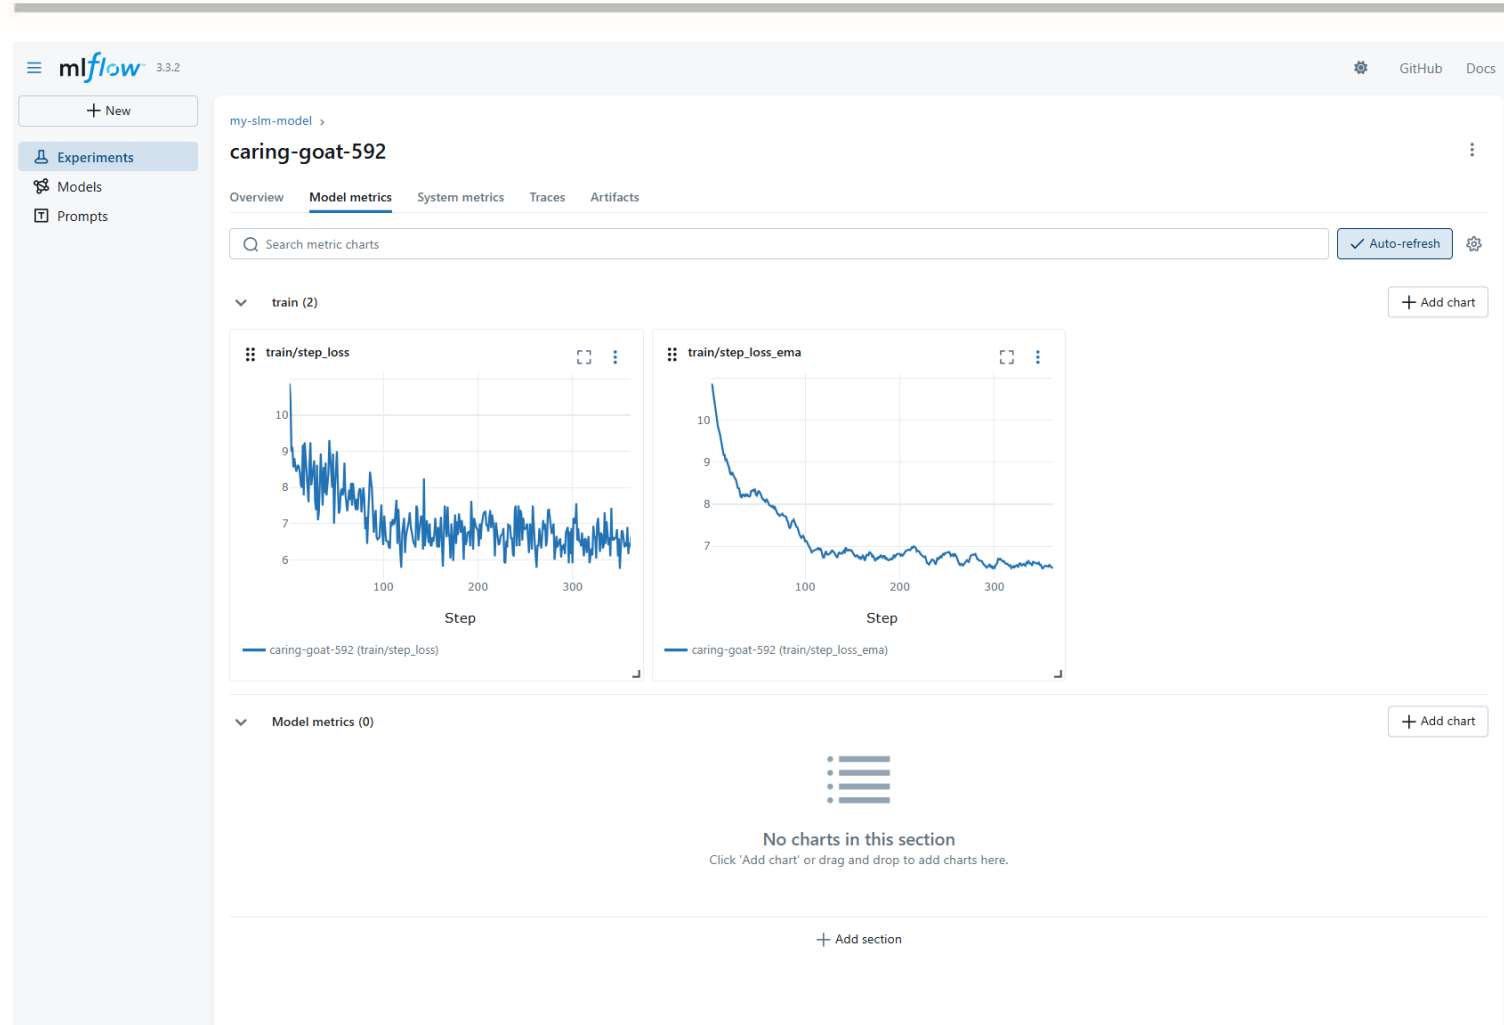 mlflow 3.3.2
GitHub Docs
+ New
Experiments
Models
Prompts
my-slm-model >
caring-goat-592
Overview Model metrics System metrics Traces Artifacts
Search metric charts
Auto-refresh
train (2)
+ Add chart
train/step_loss
10
9
8
7
6
100 200 300
Step
caring-goat-592 (train/step_loss)
train/step_loss_ema
10
9
8
7
100 200 300
Step
caring-goat-592 (train/step_loss_ema)
Model metrics (0)
+ Add chart
No charts in this section
Click 'Add chart' or drag and drop to add charts here.
+ Add section